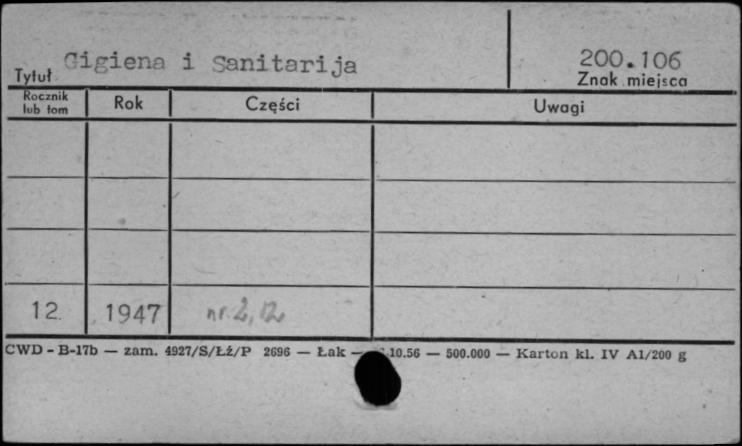 Gigiena i Sanitarija
200.106
Tytuł
Znak miejsca
Rocznik lub tom
Rok
Części
Uwagi
12
1947
nr. 2, 12
CWD - B-17b — zam. 4927/S/Łź/P 2696 — Łak — .10.56 — 500.000 — Karton kl. IV A1/200 g